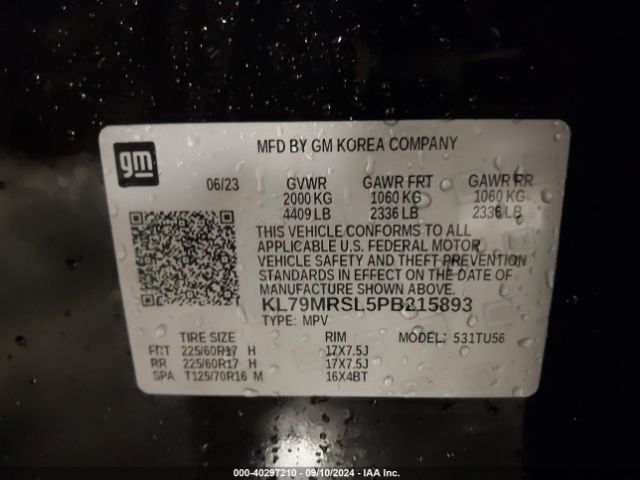 gm
MFD BY GM KOREA COMPANY
06/23 GVWR GAWR FRT GAWR RR
2000 KG 1060 KG 1060 KG
4409 LB 2336 LB 2336 LB
THIS VEHICLE CONFORMS TO ALL
APPLICABLE U.S. FEDERAL MOTOR
VEHICLE SAFETY AND THEFT PREVENTION
STANDARDS IN EFFECT ON THE DATE OF
MANUFACTURE SHOWN ABOVE.
KL79MRSL5PB215893
TYPE: MPV
TIRE SIZE RIM MODEL: 531TU56
FRT 225/60R17 H 17X7.5J
RR 225/60R17 H 17X7.5J
SPA T125/70R16 M 16X4BT
000-40297210 - 09/10/2024 - IAA Inc.